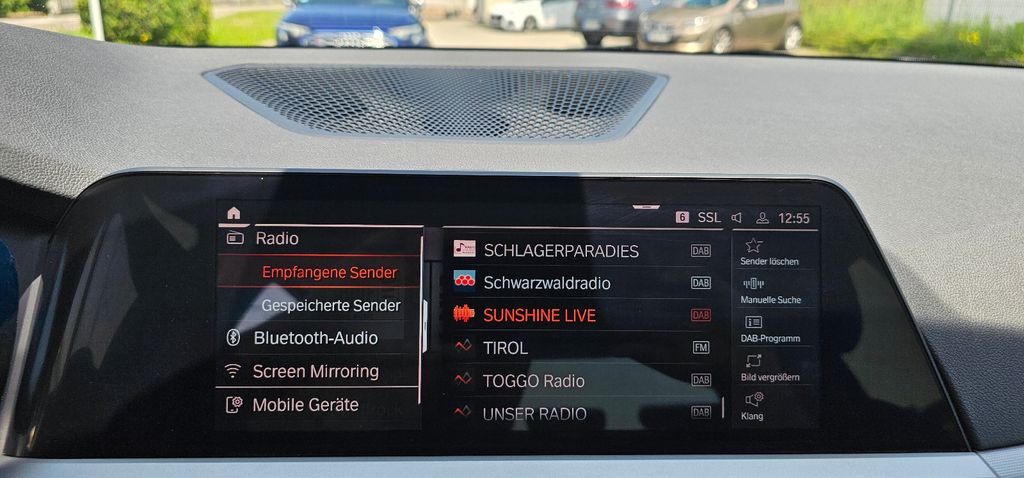 6 SSL 12:55
Radio
Empfangene Sender
Gespeicherte Sender
Bluetooth-Audio
Screen Mirroring
Mobile Geräte
SCHLAGERPARADIES DAB
Schwarzwaldradio DAB
SUNSHINE LIVE DAB
TIROL FM
TOGGO Radio DAB
UNSER RADIO DAB
Sender löschen
Manuelle Suche
DAB-Programm
Bild vergrößern
Klang